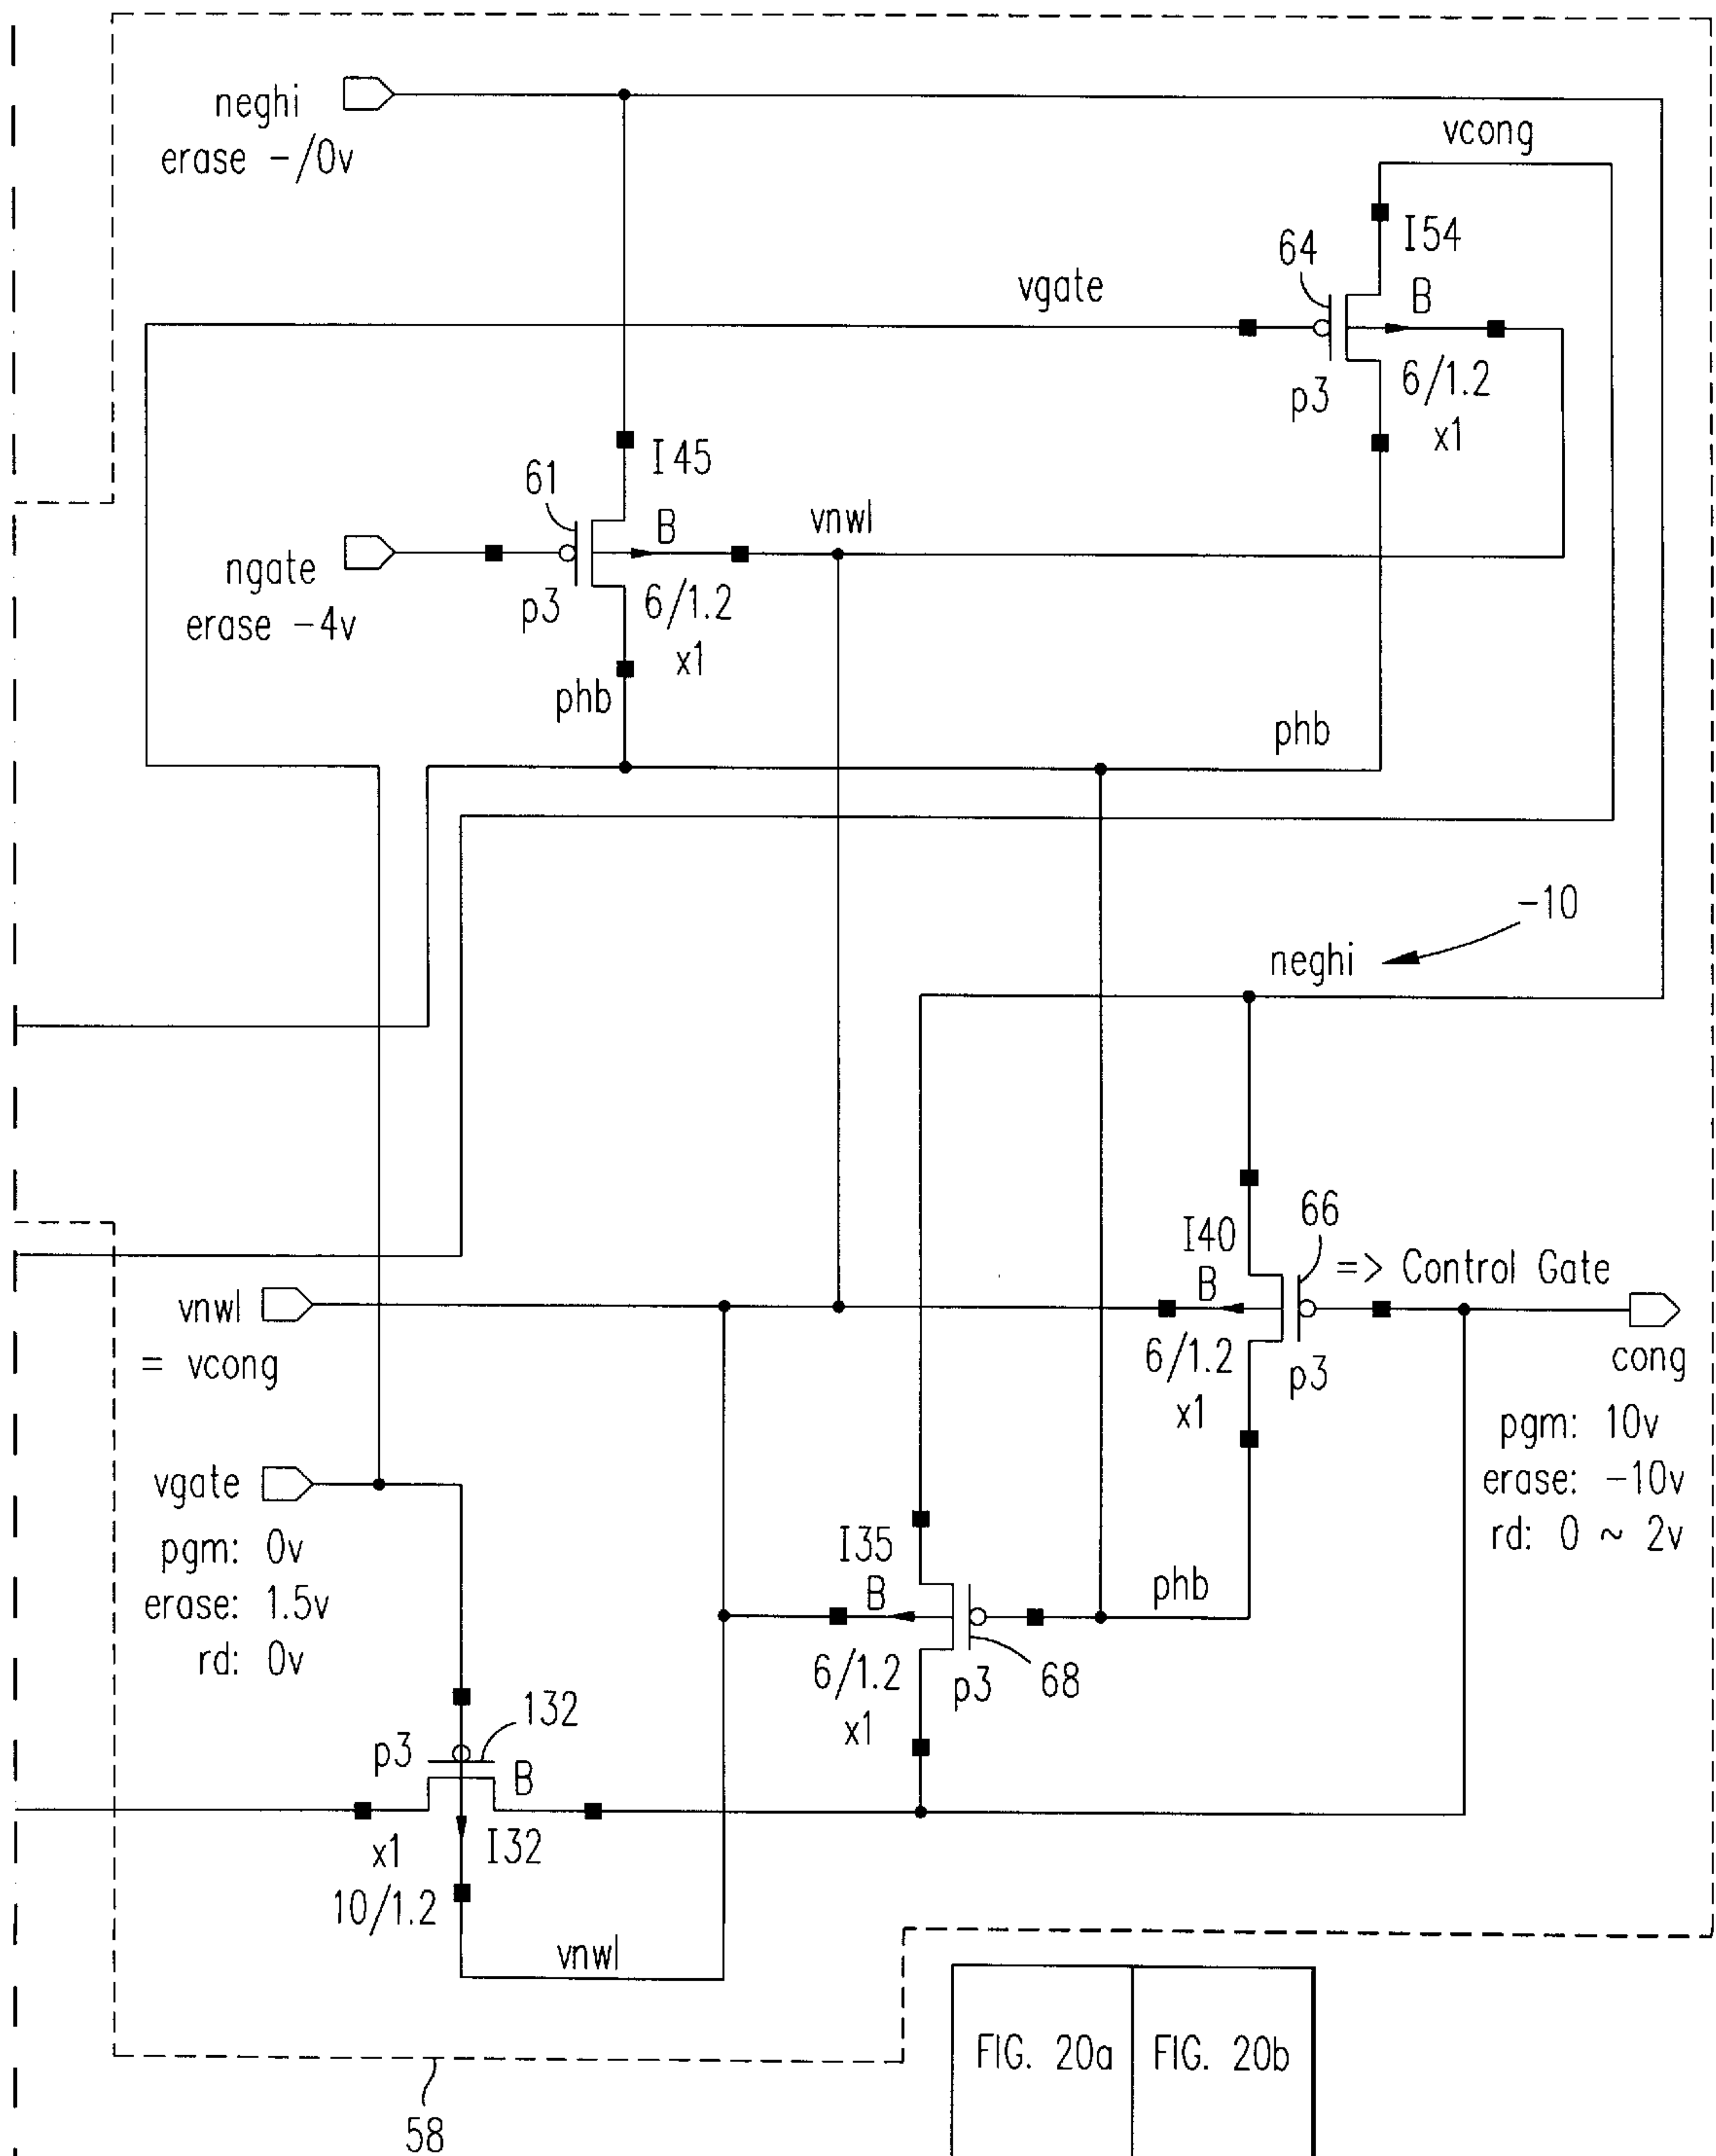 neghi
erase -/0v
vcong
I54
64
vgate
B
6/1.2
p3
x1
I45
61
B
vnwl
ngate
erase -4v
p3
6/1.2
x1
phb
phb
-10
neghi
66
I40
=> Control Gate
B
vnwl
= vcong
6/1.2
p3
x1
cong
pgm: 10v
erase: -10v
rd: 0 ~ 2v
vgate
pgm: 0v
erase: 1.5v
rd: 0v
I35
B
phb
6/1.2
p3
68
x1
132
p3
B
I32
x1
10/1.2
vnwl
FIG. 20a
FIG. 20b
58